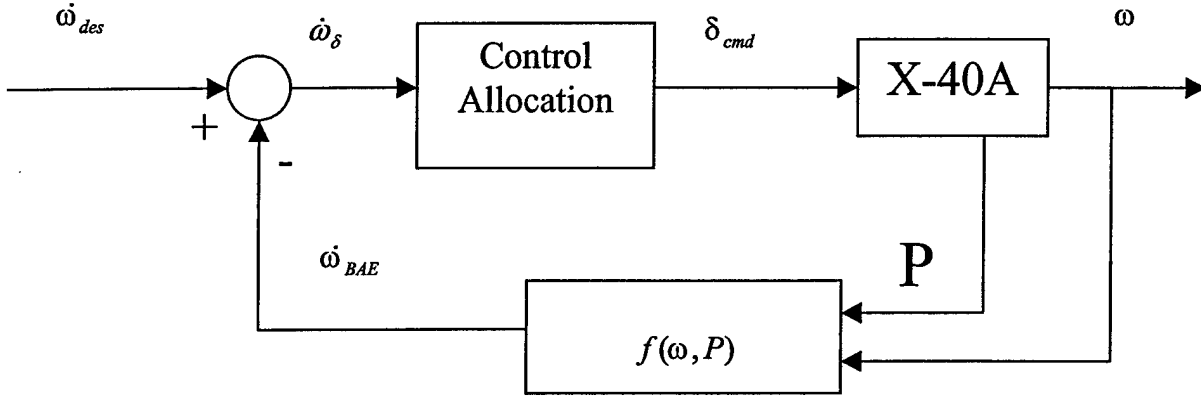 ω̇des
ω̇δ
Control
Allocation
δcmd
X-40A
ω
+
-
ω̇BAE
P
f(ω, P)